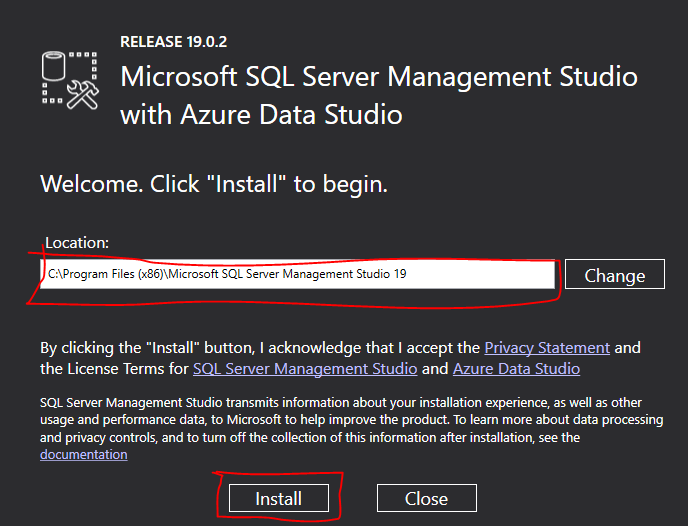 RELEASE 19.0.2
Microsoft SQL Server Management Studio
with Azure Data Studio
Welcome. Click "Install" to begin.
Location:
C:\Program Files (x86)\Microsoft SQL Server Management Studio 19
Change
By clicking the "Install" button, I acknowledge that I accept the Privacy Statement and
the License Terms for SQL Server Management Studio and Azure Data Studio
SQL Server Management Studio transmits information about your installation experience, as well as other
usage and performance data, to Microsoft to help improve the product. To learn more about data processing
and privacy controls, and to turn off the collection of this information after installation, see the
documentation
Install
Close